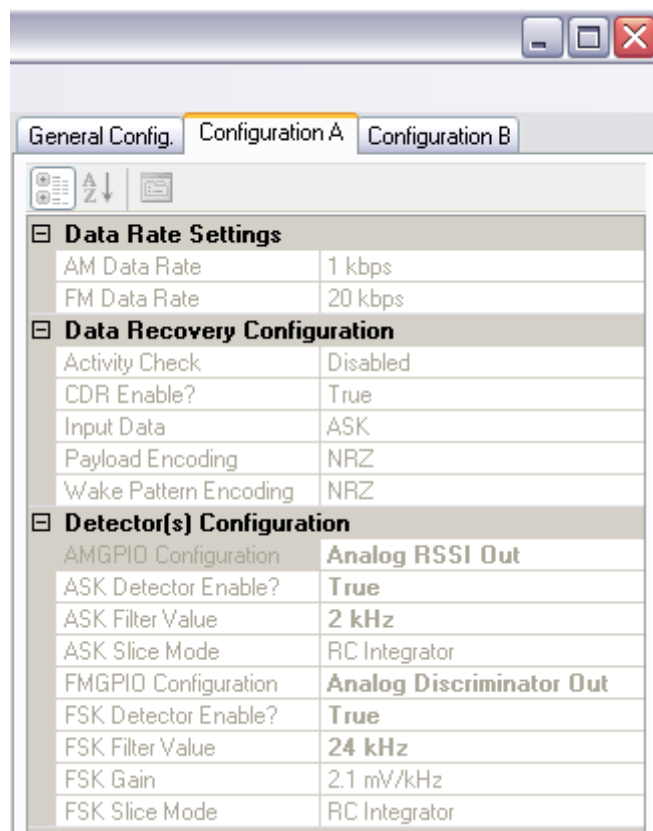 General Config. Configuration A Configuration B
Data Rate Settings
AM Data Rate 1 kbps
FM Data Rate 20 kbps
Data Recovery Configuration
Activity Check Disabled
CDR Enable? True
Input Data ASK
Payload Encoding NRZ
Wake Pattern Encoding NRZ
Detector(s) Configuration
AMGPIO Configuration Analog RSSI Out
ASK Detector Enable? True
ASK Filter Value 2 kHz
ASK Slice Mode RC Integrator
FMGPIO Configuration Analog Discriminator Out
FSK Detector Enable? True
FSK Filter Value 24 kHz
FSK Gain 2.1 mV/kHz
FSK Slice Mode RC Integrator